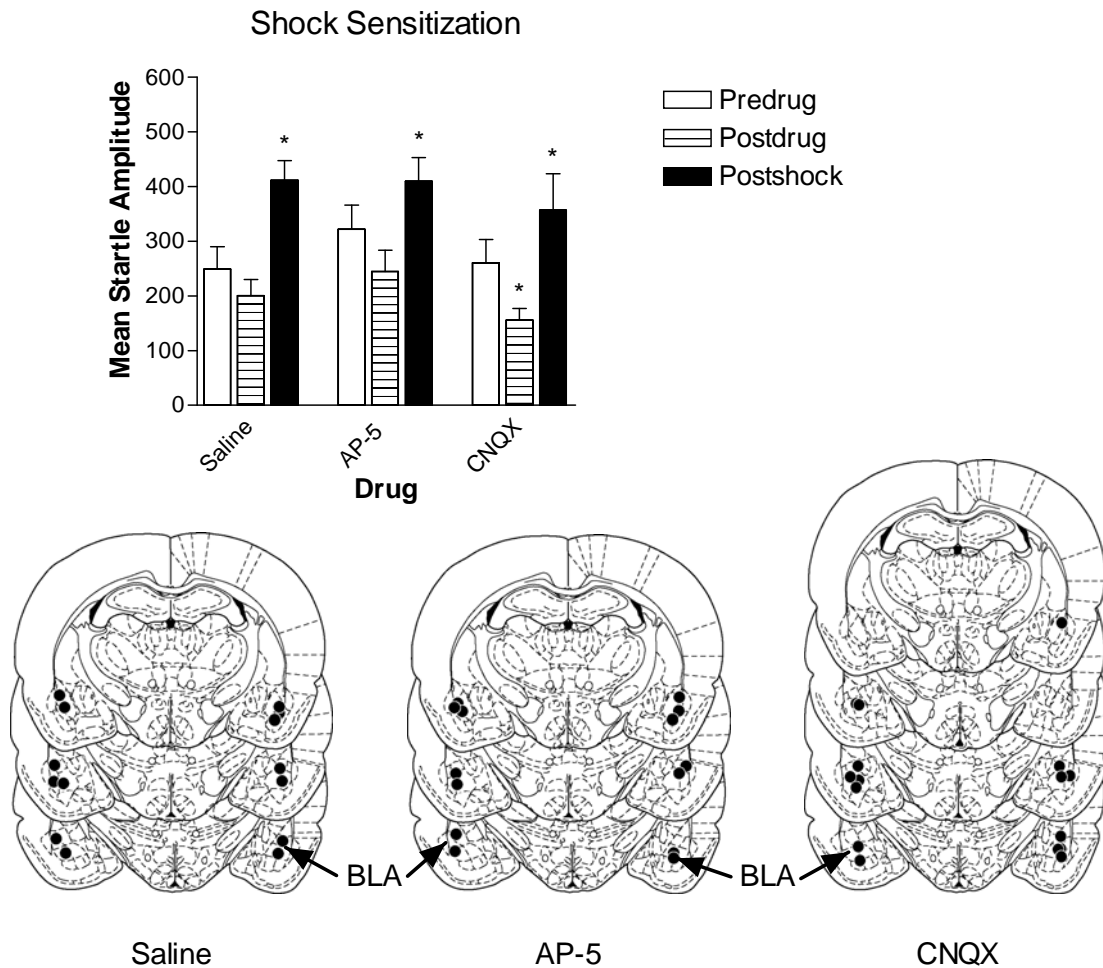 Shock Sensitization
Mean Startle Amplitude
600
500
400
300
200
100
0
*
*
*
*
Predrug
Postdrug
Postshock
Saline
AP-5
CNQX
Drug
BLA
BLA
Saline
AP-5
CNQX